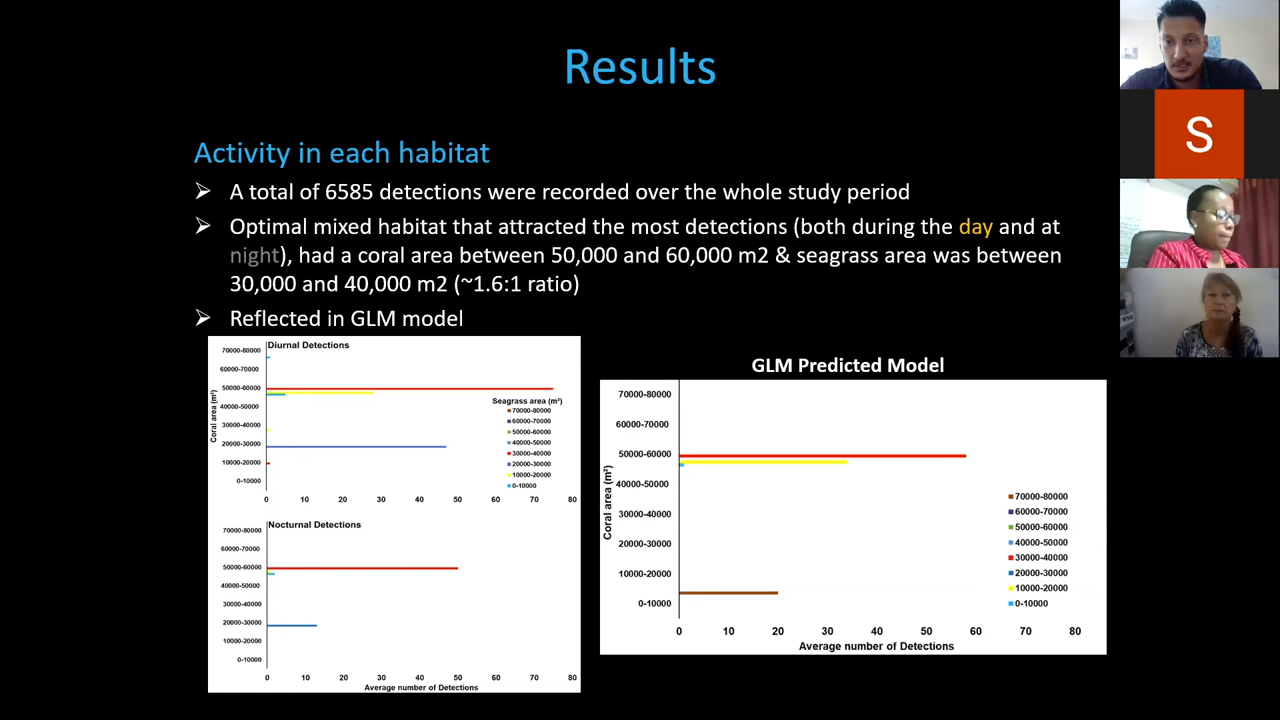 Results
Activity in each habitat
➢ A total of 6585 detections were recorded over the whole study period
➢ Optimal mixed habitat that attracted the most detections (both during the day and at
night), had a coral area between 50,000 and 60,000 m2 & seagrass area was between
30,000 and 40,000 m2 (~1.6:1 ratio)
➢ Reflected in GLM model
Diurnal Detections
70000-80000
60000-70000
50000-60000
40000-50000
30000-40000
20000-30000
10000-20000
0-10000
Coral area (m²)
Seagrass area (m²)
70000-80000
60000-70000
50000-60000
40000-50000
30000-40000
20000-30000
10000-20000
0-10000
0 10 20 30 40 50 60 70 80
Nocturnal Detections
70000-80000
60000-70000
50000-60000
40000-50000
30000-40000
20000-30000
10000-20000
0-10000
0 10 20 30 40 50 60 70 80
Average number of Detections
GLM Predicted Model
70000-80000
60000-70000
50000-60000
40000-50000
30000-40000
20000-30000
10000-20000
0-10000
Coral area (m²)
70000-80000
60000-70000
50000-60000
40000-50000
30000-40000
20000-30000
10000-20000
0-10000
0 10 20 30 40 50 60 70 80
Average number of Detections
S